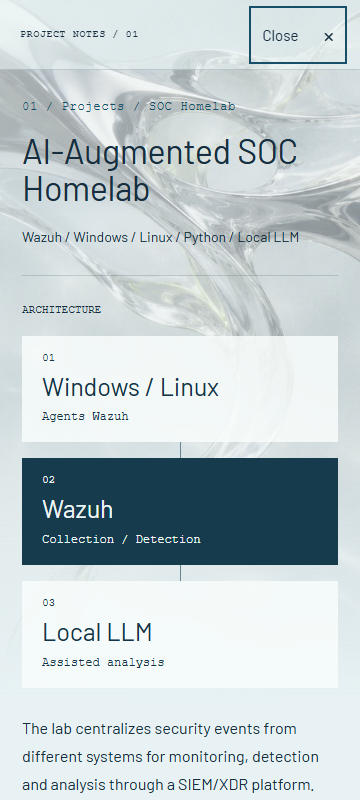 PROJECT NOTES / 01
Close ×
01 / Projects / SOC Homelab
AI-Augmented SOC
Homelab
Wazuh / Windows / Linux / Python / Local LLM
ARCHITECTURE
01
Windows / Linux
Agents Wazuh
02
Wazuh
Collection / Detection
03
Local LLM
Assisted analysis
The lab centralizes security events from
different systems for monitoring, detection
and analysis through a SIEM/XDR platform.